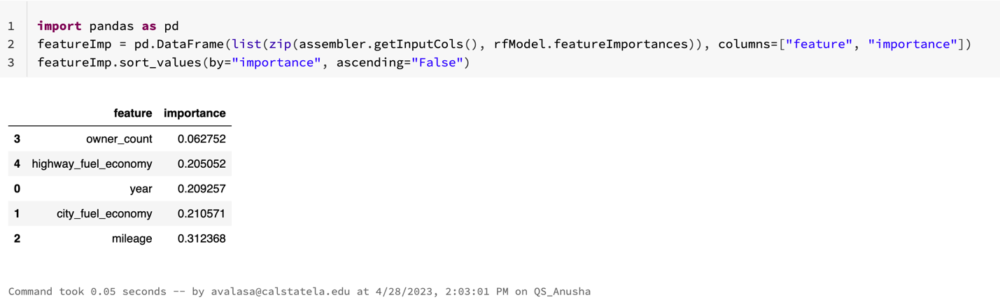 1 import pandas as pd
2 featureImp = pd.DataFrame(list(zip(assembler.getInputCols(), rfModel.featureImportances)), columns=["feature", "importance"])
3 featureImp.sort_values(by="importance", ascending="False")
feature importance
3 owner_count 0.062752
4 highway_fuel_economy 0.205052
0 year 0.209257
1 city_fuel_economy 0.210571
2 mileage 0.312368
Command took 0.05 seconds -- by avalasa@calstatela.edu at 4/28/2023, 2:03:01 PM on QS_Anusha